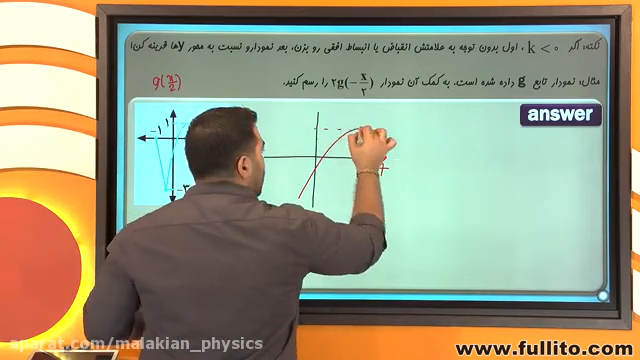 نکته: اگر k < ۰ ، اول بدون توجه به علامتش انقباض یا انبساط افقی رو بزن، بعد نمودارو نسبت به محور yها قرینه کن:
مثال: نمودار تابع g داده شده است. به کمک آن نمودار ۲g(−x/۲) را رسم کنید.
g(x/2)
answer
−۱ ۱
−۳
aparat.com/malakian_physics
www.fullito.com